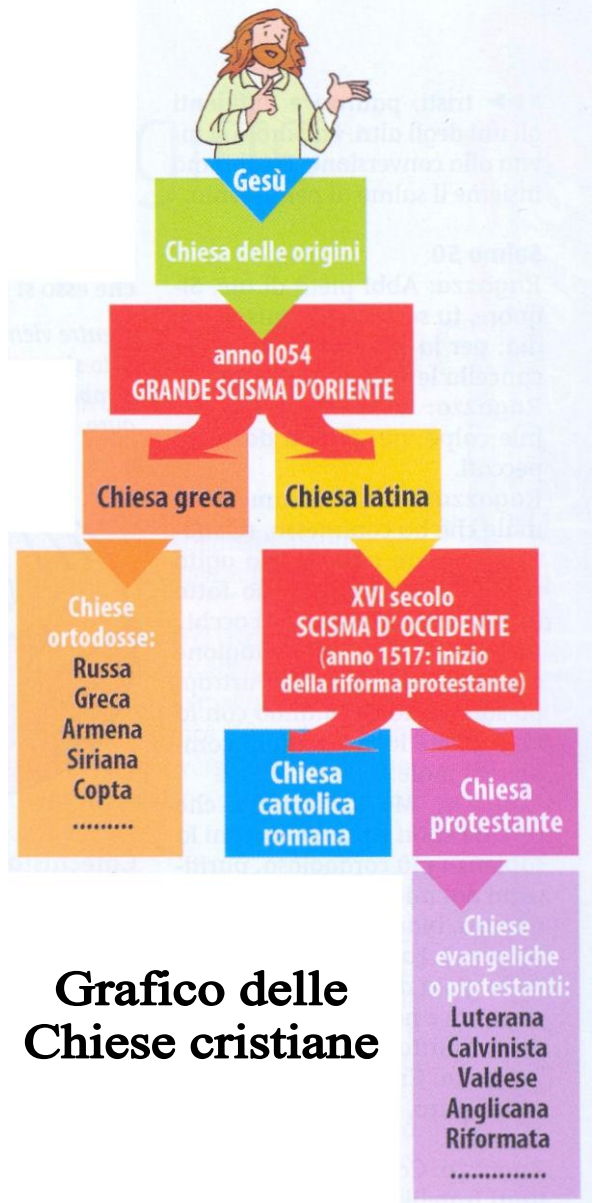 Gesù
Chiesa delle origini
anno l054
GRANDE SCISMA D'ORIENTE
Chiesa greca
Chiesa latina
Chiese
ortodosse:
Russa
Greca
Armena
Siriana
Copta
.........
XVI secolo
SCISMA D' OCCIDENTE
(anno 1517: inizio
della riforma protestante)
Chiesa
cattolica
romana
Chiesa
protestante
Chiese
evangeliche
o protestanti:
Luterana
Calvinista
Valdese
Anglicana
Riformata
..............
Grafico delle
Chiese cristiane